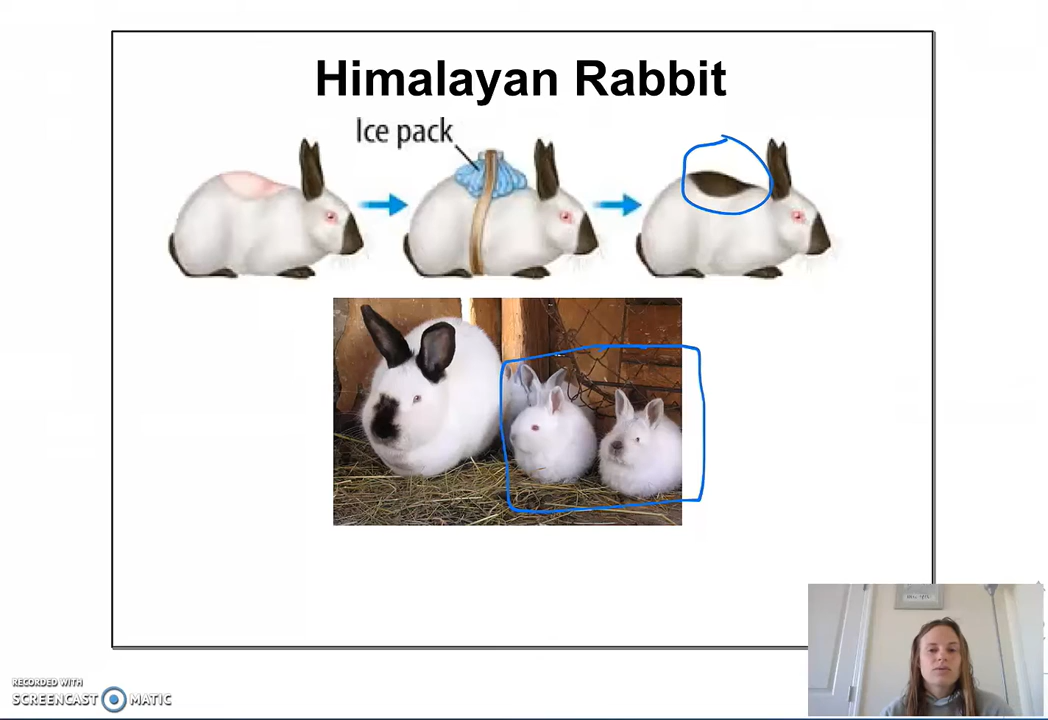 Himalayan Rabbit
Ice pack
RECORDED WITH
SCREENCAST MATIC